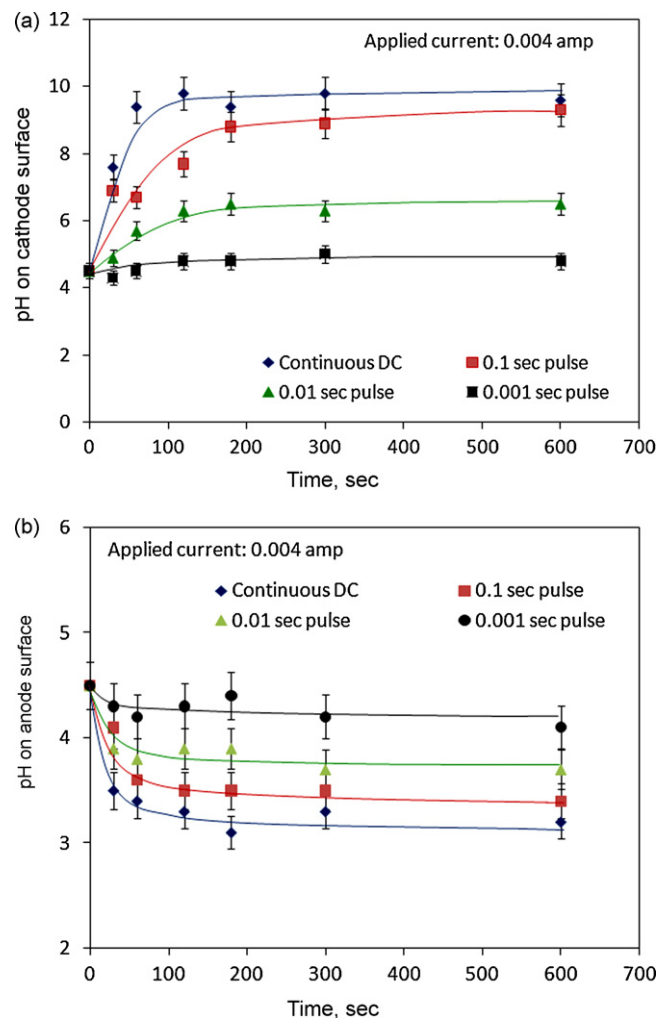 (a)
12
Applied current: 0.004 amp
10
8
6
4
2
0
pH on cathode surface
Continuous DC
0.1 sec pulse
0.01 sec pulse
0.001 sec pulse
0 100 200 300 400 500 600 700
Time, sec
(b)
6
Applied current: 0.004 amp
Continuous DC
0.1 sec pulse
0.01 sec pulse
0.001 sec pulse
5
4
3
2
pH on anode surface
0 100 200 300 400 500 600 700
Time, sec